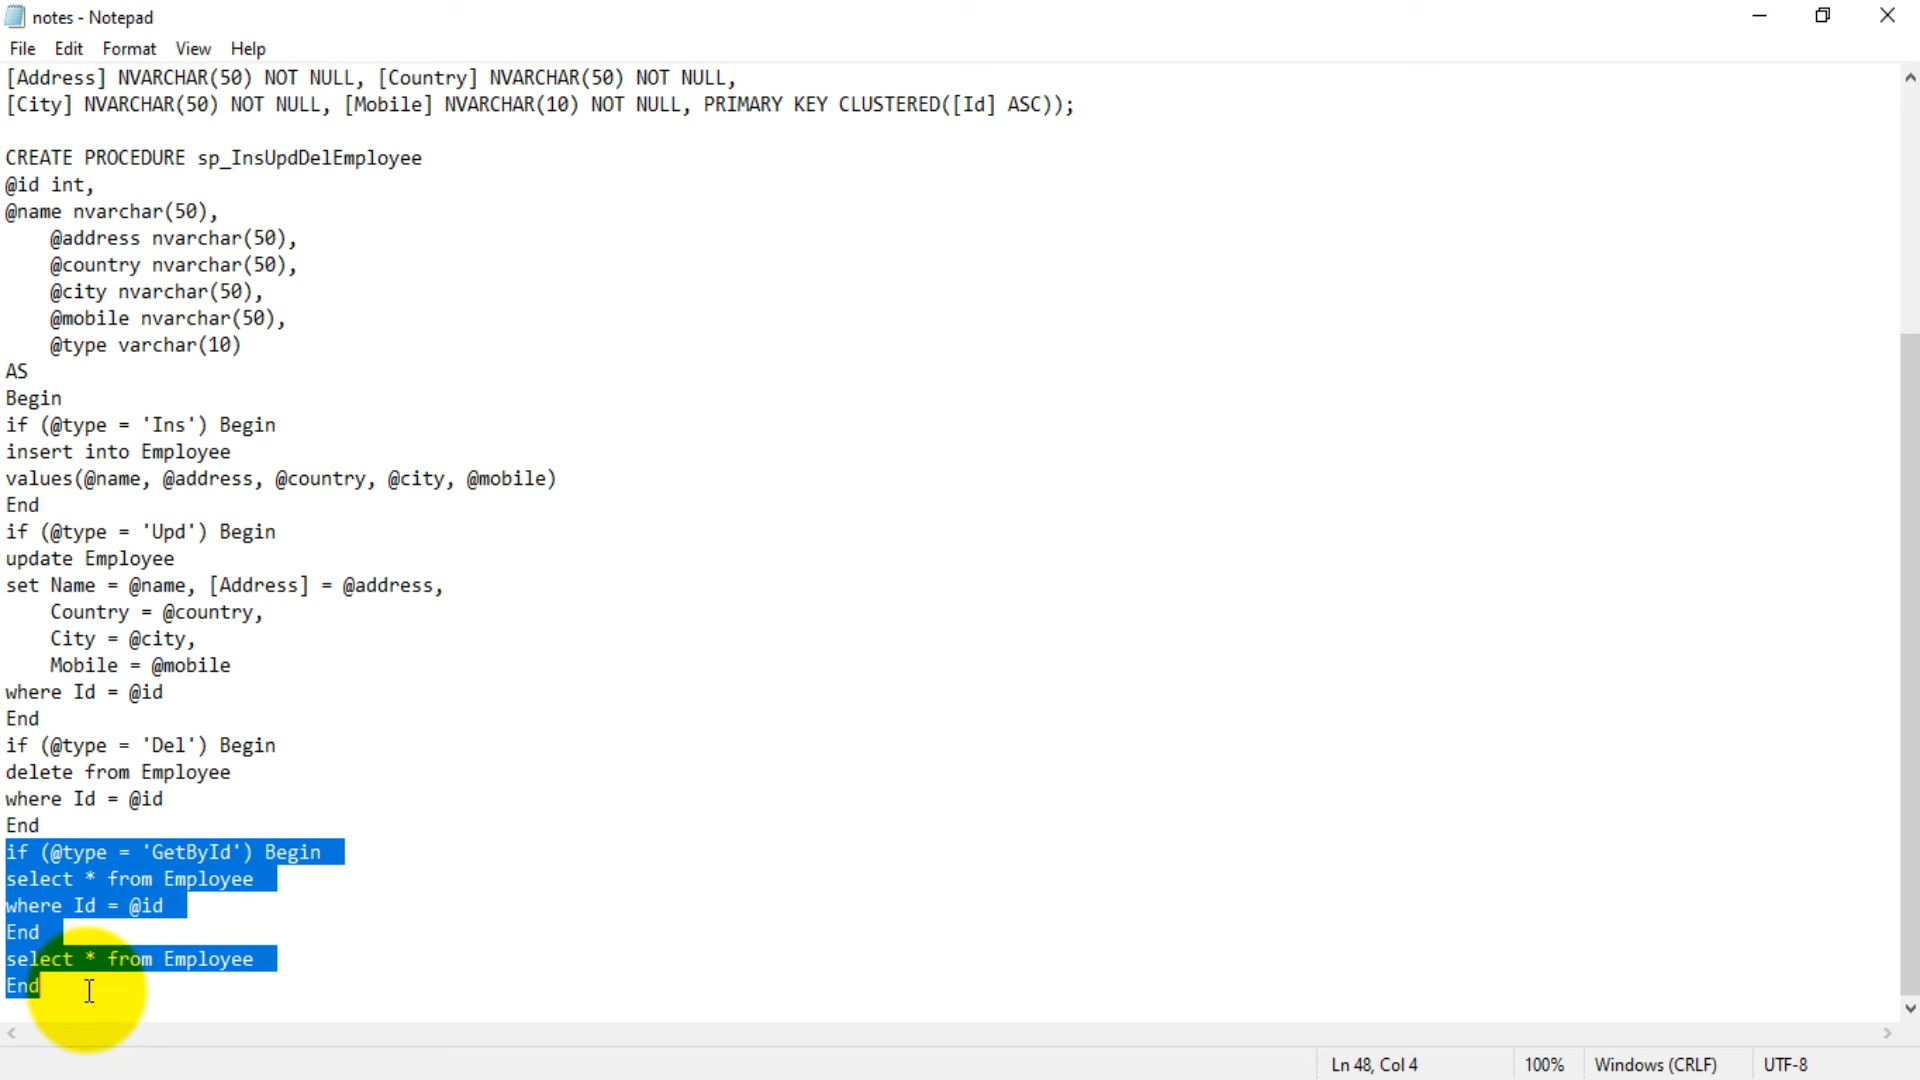 notes - Notepad
File Edit Format View Help
[Address] NVARCHAR(50) NOT NULL, [Country] NVARCHAR(50) NOT NULL,
[City] NVARCHAR(50) NOT NULL, [Mobile] NVARCHAR(10) NOT NULL, PRIMARY KEY CLUSTERED([Id] ASC));
CREATE PROCEDURE sp_InsUpdDelEmployee
@id int,
@name nvarchar(50),
@address nvarchar(50),
@country nvarchar(50),
@city nvarchar(50),
@mobile nvarchar(50),
@type varchar(10)
AS
Begin
if (@type = 'Ins') Begin
insert into Employee
values(@name, @address, @country, @city, @mobile)
End
if (@type = 'Upd') Begin
update Employee
set Name = @name, [Address] = @address,
Country = @country,
City = @city,
Mobile = @mobile
where Id = @id
End
if (@type = 'Del') Begin
delete from Employee
where Id = @id
End
if (@type = 'GetById') Begin
select * from Employee
where Id = @id
End
select * from Employee
End
Ln 48, Col 4 100% Windows (CRLF) UTF-8